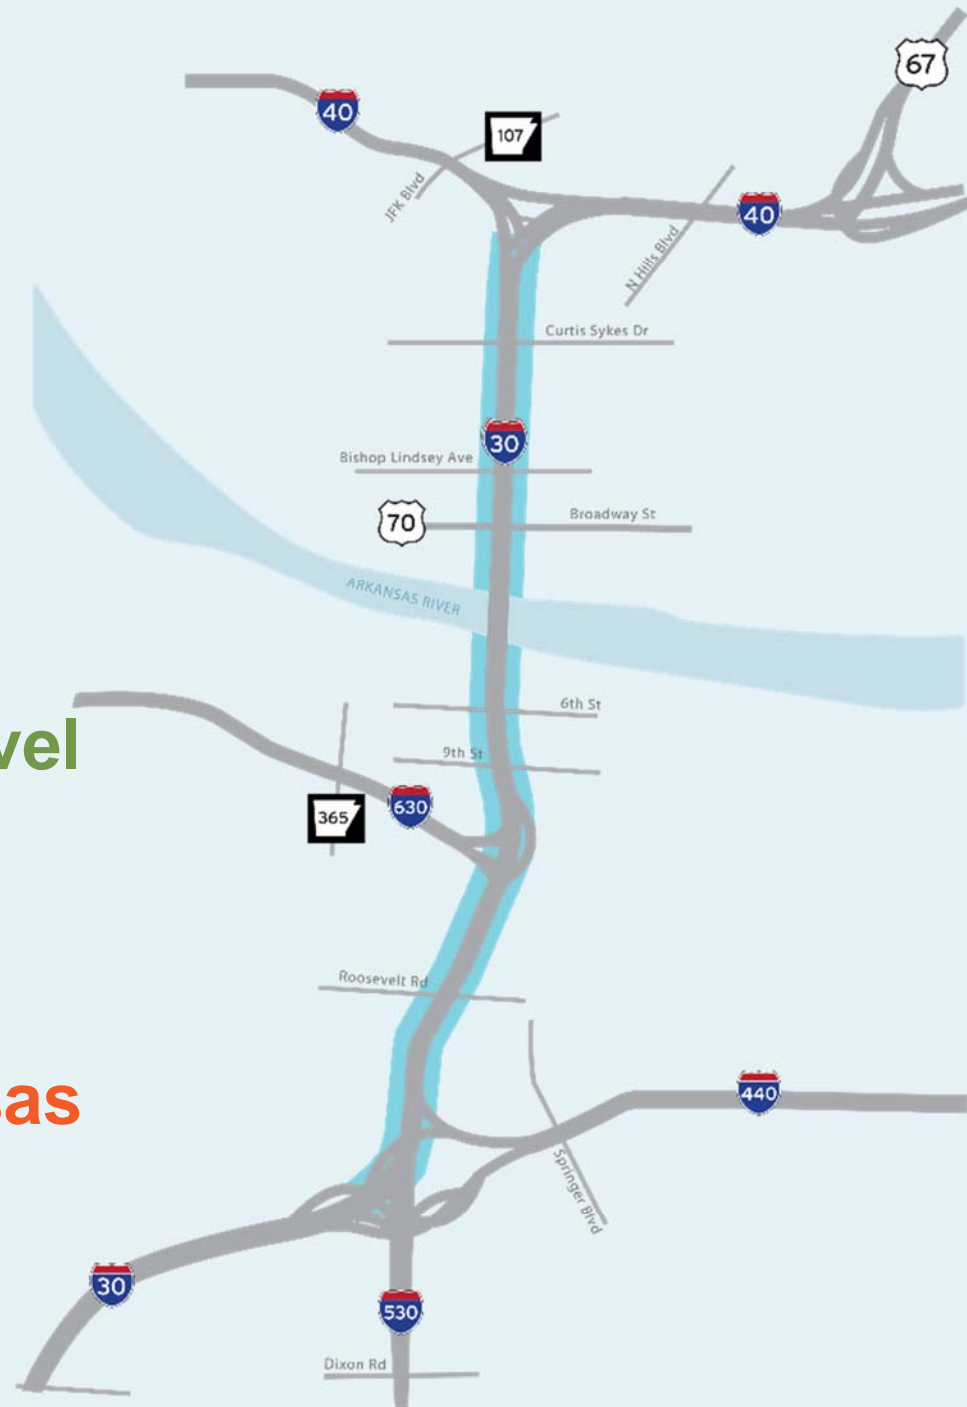 67
40
107
JFK Blvd
40
N Hills Blvd
Curtis Sykes Dr
30
Bishop Lindsey Ave
70
Broadway St
ARKANSAS RIVER
6th St
vel
9th St
630
365
Roosevelt Rd
sas
440
Springer Blvd
30
530
Dixon Rd